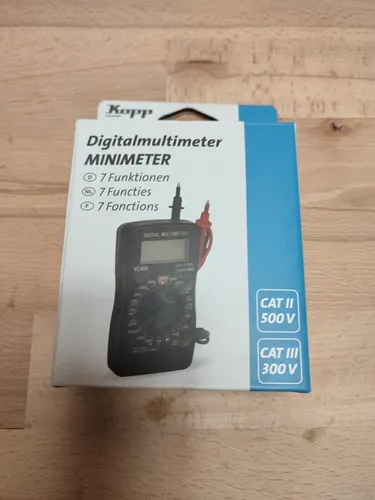 Kopp
Digitalmultimeter
MINIMETER
D 7 Funktionen
NL 7 Functies
F 7 Fonctions
DIGITAL MULTIMETER
CAT II
500 V
CAT III
300 V